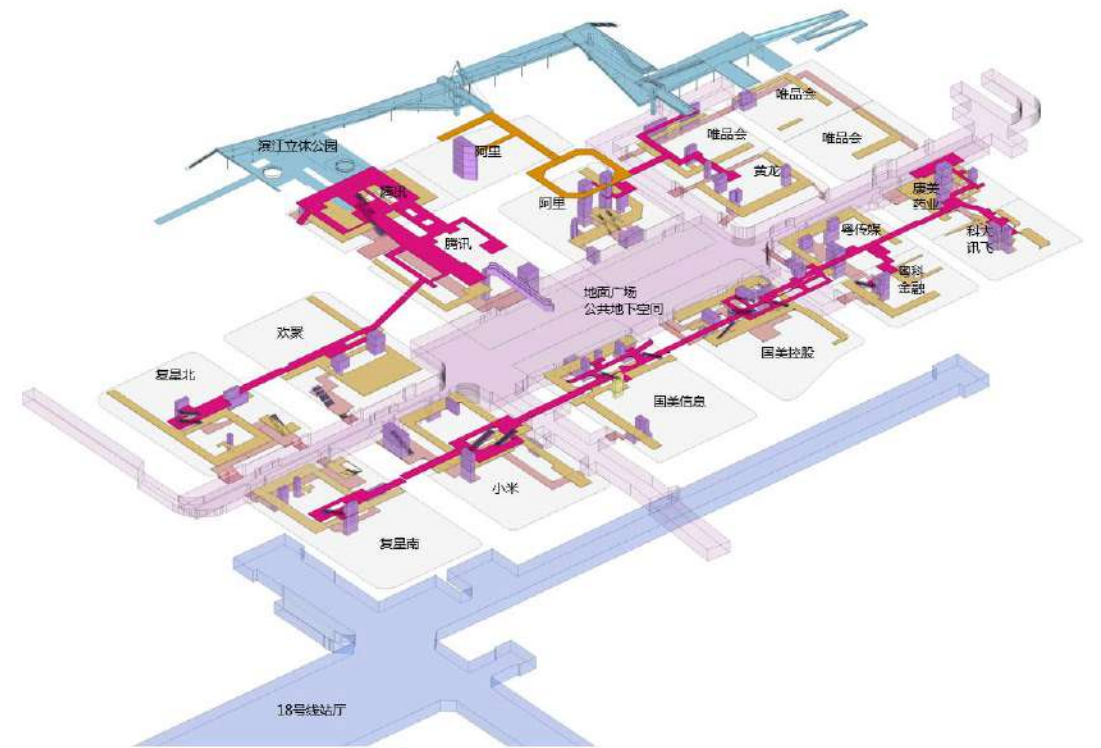 唯品会
滨江立体公园
阿里
唯品会
唯品会
黄龙
腾讯
阿里
康美
药业
粤传媒
科大
讯飞
腾讯
粤科
金融
地面广场
公共地下空间
欢聚
国美控股
复星北
国美信息
小米
复星南
18号线站厅